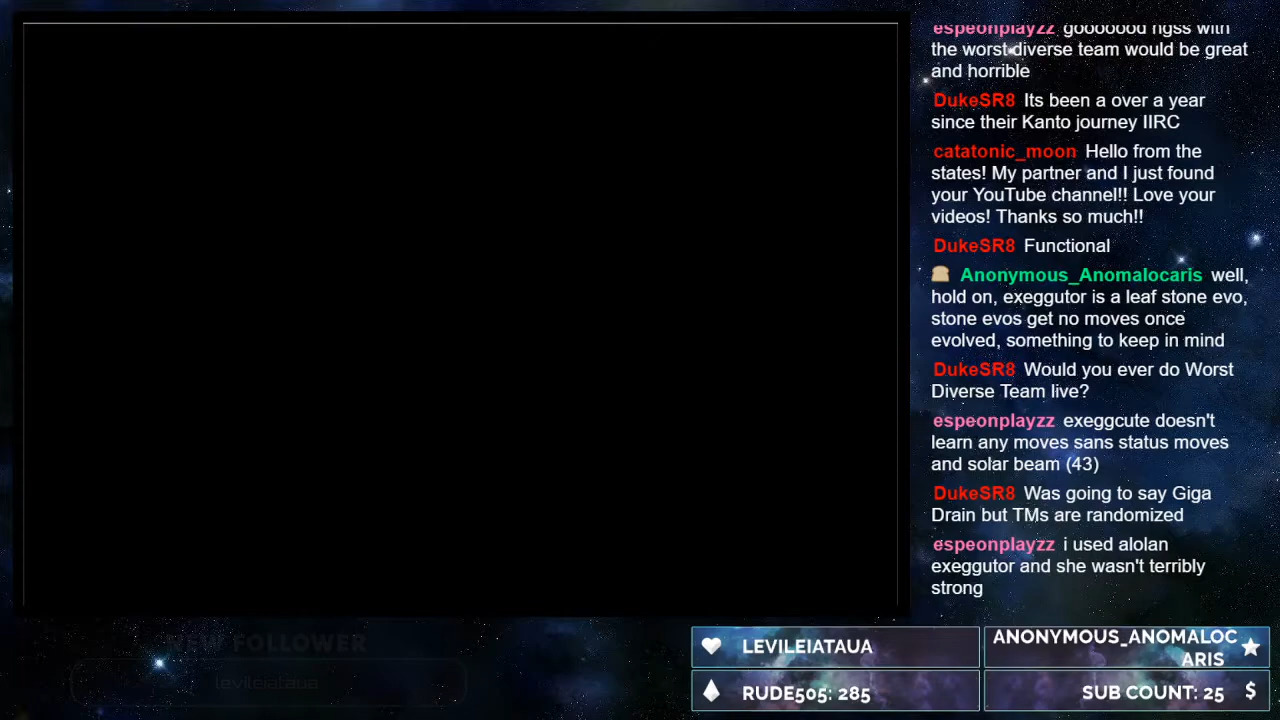 espeonplayzz gooooood hgss with
the worst diverse team would be great
and horrible
DukeSR8 Its been a over a year
since their Kanto journey IIRC
catatonic_moon Hello from the
states! My partner and I just found
your YouTube channel!! Love your
videos! Thanks so much!!
DukeSR8 Functional
Anonymous_Anomalocaris well,
hold on, exeggutor is a leaf stone evo,
stone evos get no moves once
evolved, something to keep in mind
DukeSR8 Would you ever do Worst
Diverse Team live?
espeonplayzz exeggcute doesn't
learn any moves sans status moves
and solar beam (43)
DukeSR8 Was going to say Giga
Drain but TMs are randomized
espeonplayzz i used alolan
exeggutor and she wasn't terribly
strong
NEW FOLLOWER
levileiataua
LEVILEIATAUA
ANONYMOUS_ANOMALOC
ARIS
RUDE505: 285
SUB COUNT: 25 $